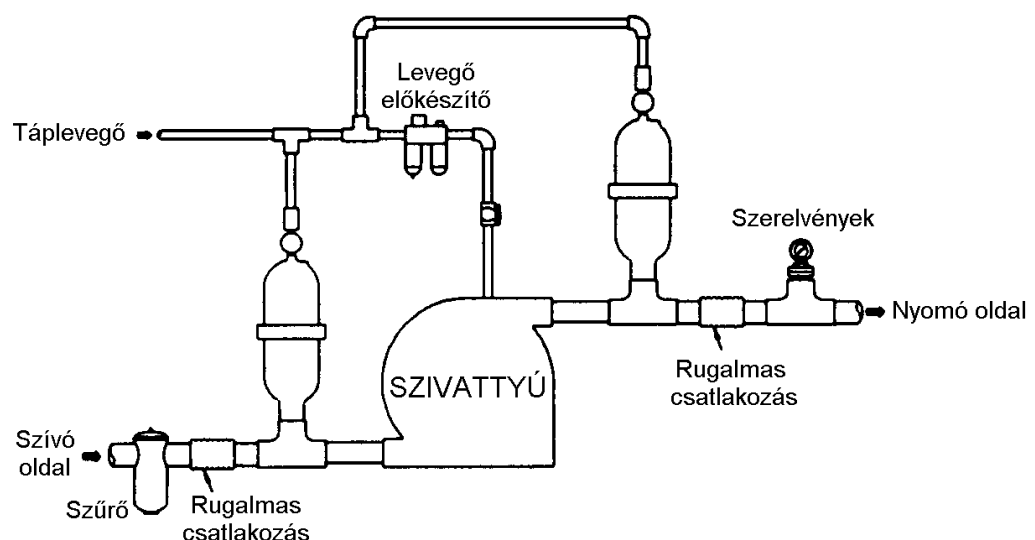 Levegő
előkészítő
Táplevegő
Szerelvények
Nyomó oldal
Rugalmas
csatlakozás
SZIVATTYÚ
Szívó
oldal
Szűrő
Rugalmas
csatlakozás